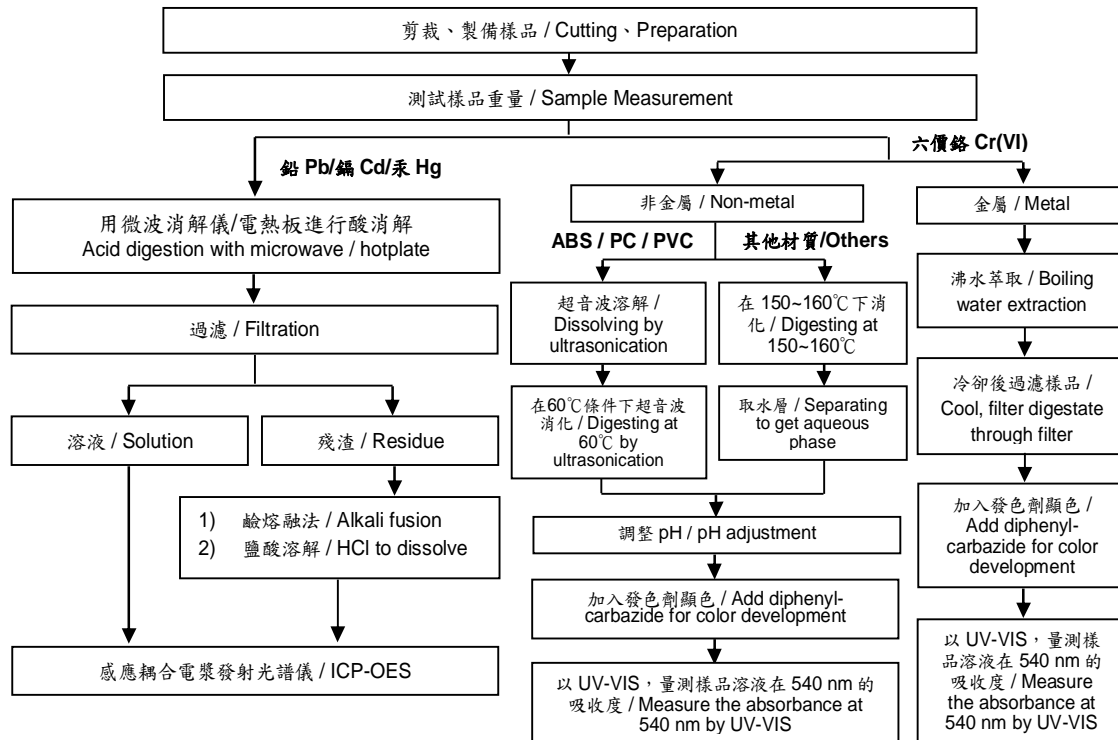 剪裁、製備樣品 / Cutting、Preparation
測試樣品重量 / Sample Measurement
鉛 Pb/鎘 Cd/汞 Hg
六價鉻 Cr(VI)
用微波消解儀/電熱板進行酸消解
Acid digestion with microwave / hotplate
過濾 / Filtration
溶液 / Solution
殘渣 / Residue
1) 鹼熔融法 / Alkali fusion
2) 鹽酸溶解 / HCl to dissolve
感應耦合電漿發射光譜儀 / ICP-OES
非金屬 / Non-metal
ABS / PC / PVC
其他材質/Others
超音波溶解 /
Dissolving by
ultrasonication
在60℃條件下超音波
消化 / Digesting at
60℃ by
ultrasonication
在 150~160℃下消
化 / Digesting at
150~160℃
取水層 / Separating
to get aqueous
phase
調整 pH / pH adjustment
加入發色劑顯色 / Add diphenyl-
carbazide for color development
以 UV-VIS，量測樣品溶液在 540 nm 的
吸收度 / Measure the absorbance at
540 nm by UV-VIS
金屬 / Metal
沸水萃取 / Boiling
water extraction
冷卻後過濾樣品 /
Cool, filter digestate
through filter
加入發色劑顯色 /
Add diphenyl-
carbazide for color
development
以 UV-VIS，量測樣
品溶液在 540 nm 的
吸收度 / Measure
the absorbance at
540 nm by UV-VIS